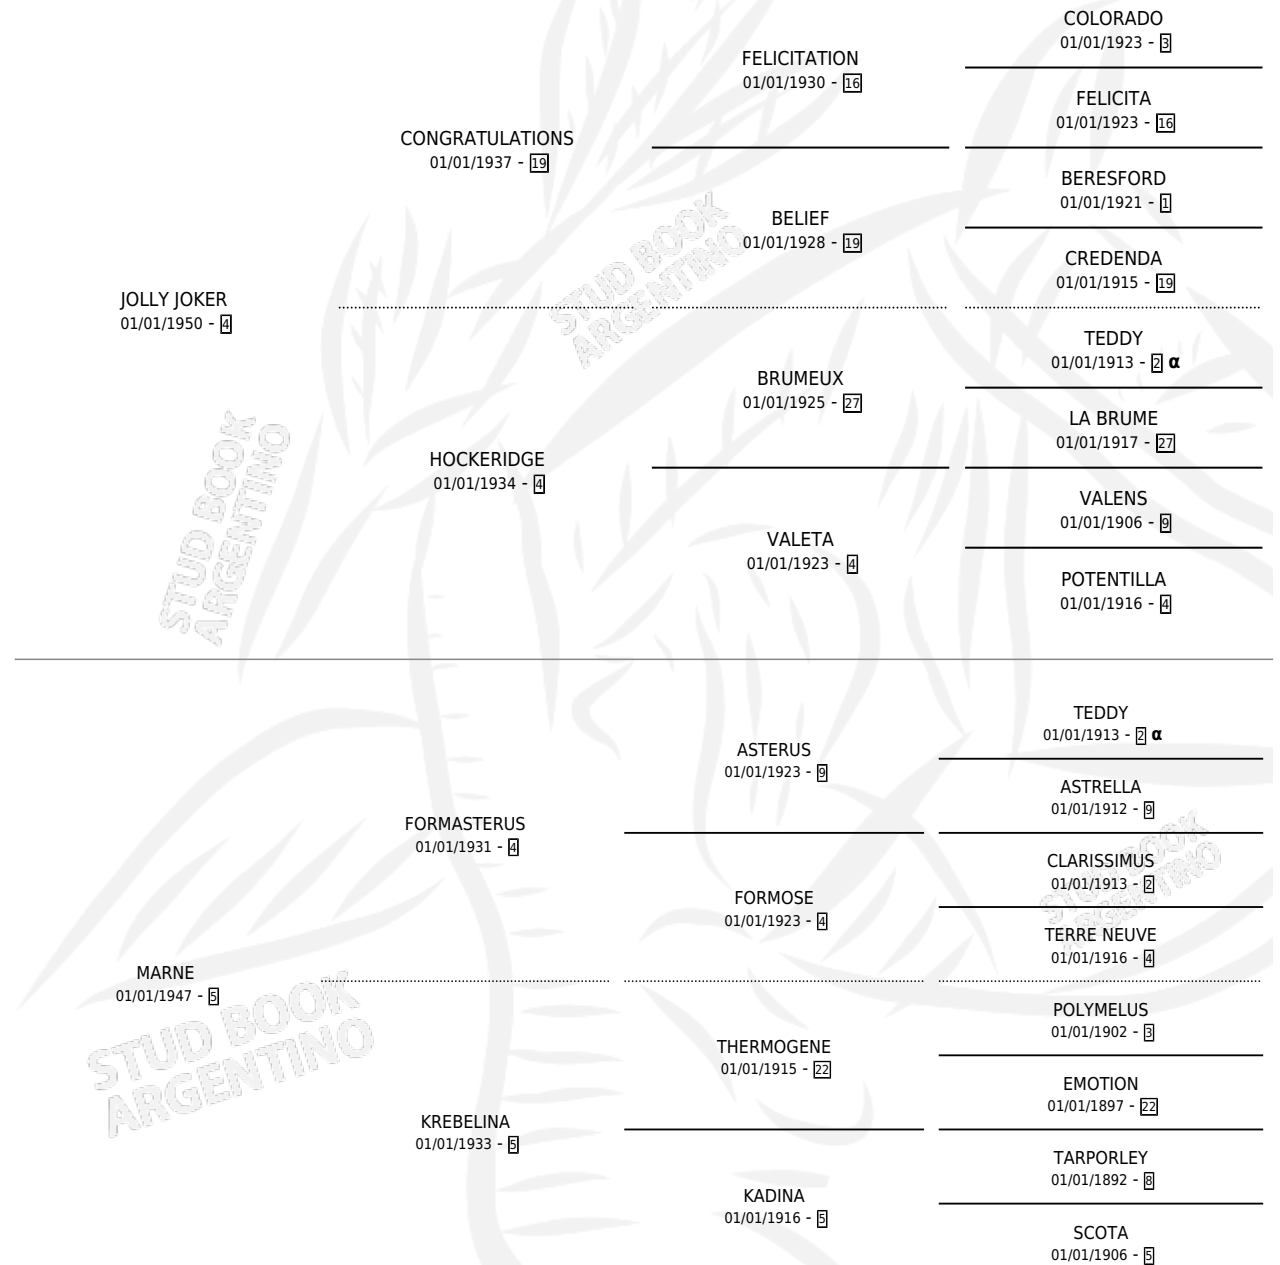 COLORADO
01/01/1923 - 3
FELICITATION
01/01/1930 - 16
FELICITA
01/01/1923 - 16
CONGRATULATIONS
01/01/1937 - 19
BERESFORD
01/01/1921 - 1
BELIEF
01/01/1928 - 19
CREDENDA
01/01/1915 - 19
JOLLY JOKER
01/01/1950 - 4
TEDDY
01/01/1913 - 2 α
BRUMEUX
01/01/1925 - 27
LA BRUME
01/01/1917 - 27
HOCKERIDGE
01/01/1934 - 4
VALENS
01/01/1906 - 9
VALETA
01/01/1923 - 4
POTENTILLA
01/01/1916 - 4
TEDDY
01/01/1913 - 2 α
ASTERUS
01/01/1923 - 9
ASTRELLA
01/01/1912 - 9
FORMASTERUS
01/01/1931 - 4
CLARISSIMUS
01/01/1913 - 2
FORMOSE
01/01/1923 - 4
TERRE NEUVE
01/01/1916 - 4
MARNE
01/01/1947 - 5
POLYMELUS
01/01/1902 - 3
THERMOGENE
01/01/1915 - 22
EMOTION
01/01/1897 - 22
KREBELINA
01/01/1933 - 5
TARPORLEY
01/01/1892 - 8
KADINA
01/01/1916 - 5
SCOTA
01/01/1906 - 5
STUD BOOK
ARGENTINO
STUD BOOK
ARGENTINO
STUD BOOK
ARGENTINO
STUD BOOK
ARGENTINO